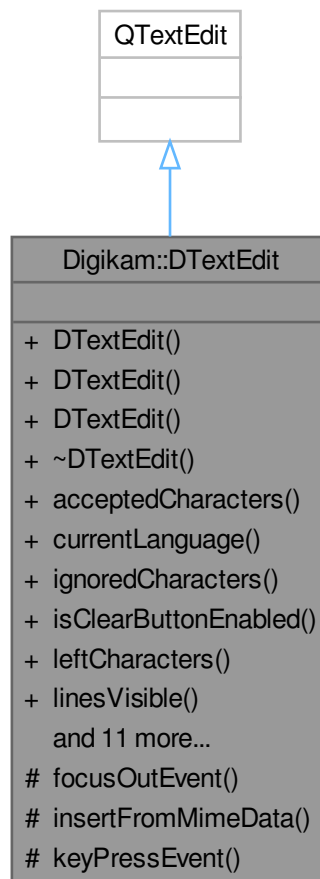 QTextEdit
Digikam::DTextEdit
+ DTextEdit()
+ DTextEdit()
+ DTextEdit()
+ ~DTextEdit()
+ acceptedCharacters()
+ currentLanguage()
+ ignoredCharacters()
+ isClearButtonEnabled()
+ leftCharacters()
+ linesVisible()
and 11 more...
# focusOutEvent()
# insertFromMimeData()
# keyPressEvent()